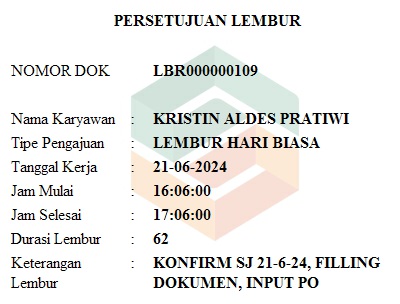 PERSETUJUAN LEMBUR
NOMOR DOK LBR000000109
Nama Karyawan : KRISTIN ALDES PRATIWI
Tipe Pengajuan : LEMBUR HARI BIASA
Tanggal Kerja : 21-06-2024
Jam Mulai : 16:06:00
Jam Selesai : 17:06:00
Durasi Lembur : 62
Keterangan : KONFIRM SJ 21-6-24, FILLING
Lembur DOKUMEN, INPUT PO